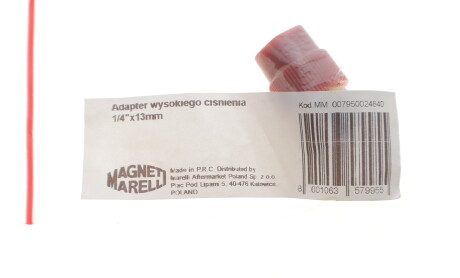 Adapter wysokiego ciśnienia
1/4"x13mm
Kod MM: 007950024840
MAGNETI
MARELLI
Made in P.R.C. Distributed by
Marelli Aftermarket Poland Sp. z o.o.
Plac Pod Lipami 5, 40-476 Katowice
POLAND
8 001063 579955